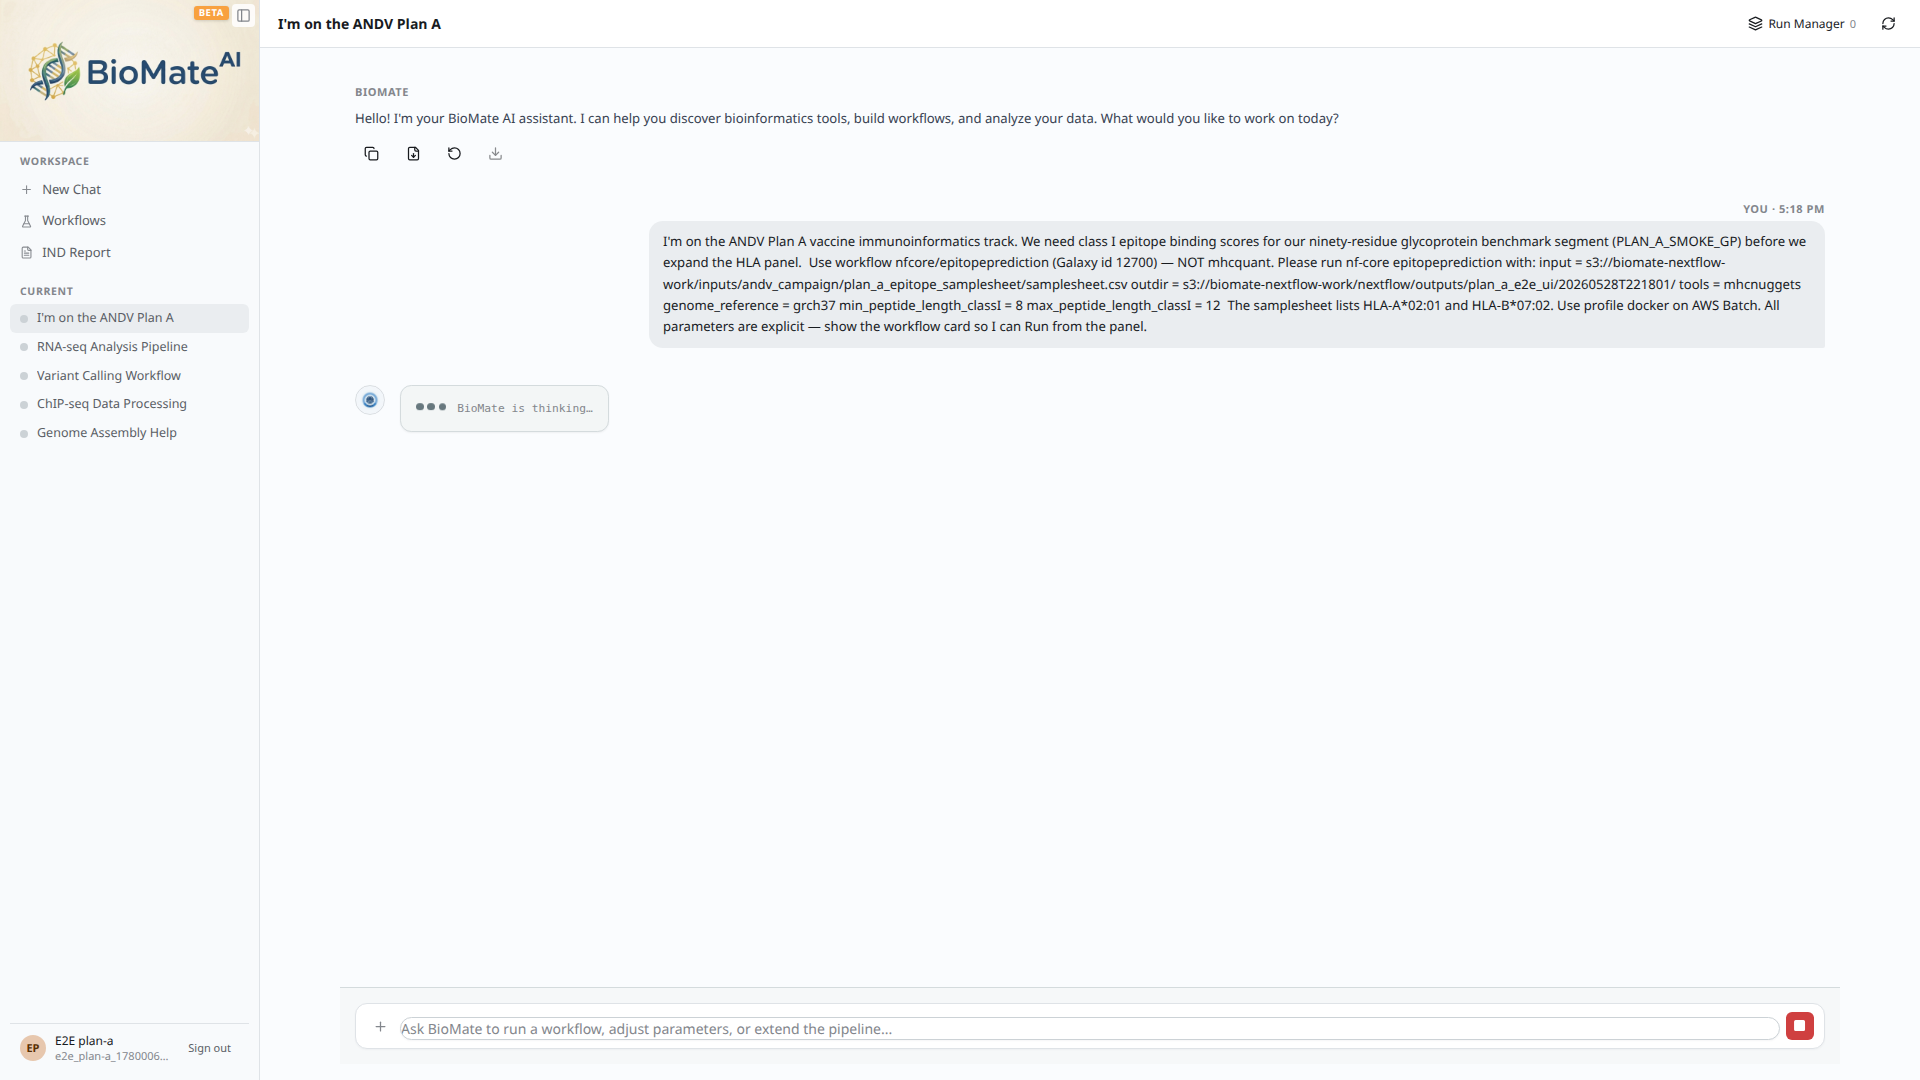 BETA
BioMate AI
WORKSPACE
New Chat
Workflows
IND Report
CURRENT
I'm on the ANDV Plan A
RNA-seq Analysis Pipeline
Variant Calling Workflow
ChIP-seq Data Processing
Genome Assembly Help
EP
E2E plan-a
e2e_plan-a_1780006...
Sign out
I'm on the ANDV Plan A
Run Manager 0
BIOMATE
Hello! I'm your BioMate AI assistant. I can help you discover bioinformatics tools, build workflows, and analyze your data. What would you like to work on today?
YOU · 5:18 PM
I'm on the ANDV Plan A vaccine immunoinformatics track. We need class I epitope binding scores for our ninety-residue glycoprotein benchmark segment (PLAN_A_SMOKE_GP) before we
expand the HLA panel.  Use workflow nfcore/epitopeprediction (Galaxy id 12700) — NOT mhcquant. Please run nf-core epitopeprediction with: input = s3://biomate-nextflow-
work/inputs/andv_campaign/plan_a_epitope_samplesheet/samplesheet.csv outdir = s3://biomate-nextflow-work/nextflow/outputs/plan_a_e2e_ui/20260528T221801/ tools = mhcnuggets
genome_reference = grch37 min_peptide_length_classI = 8 max_peptide_length_classI = 12  The samplesheet lists HLA-A*02:01 and HLA-B*07:02. Use profile docker on AWS Batch. All
parameters are explicit — show the workflow card so I can Run from the panel.
BioMate is thinking…
Ask BioMate to run a workflow, adjust parameters, or extend the pipeline...